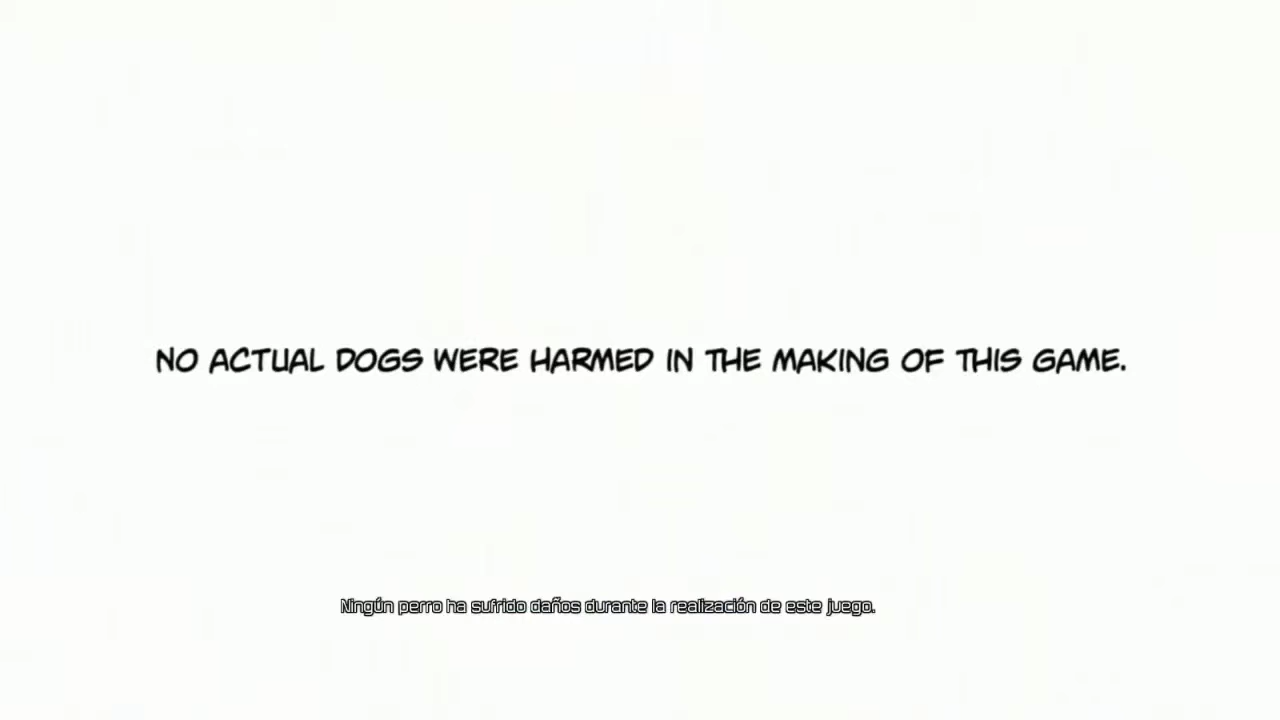 NO ACTUAL DOGS WERE HARMED IN THE MAKING OF THIS GAME.
Ningún perro ha sufrido daños durante la realización de este juego.